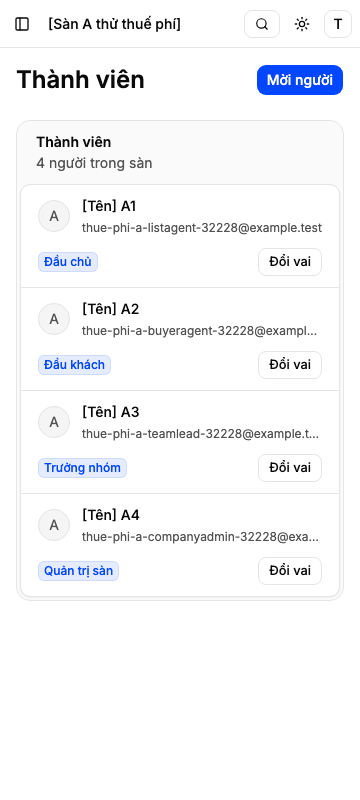 [Sàn A thử thuế phí]
T
Thành viên
Mời người
Thành viên
4 người trong sàn
A
[Tên] A1
thue-phi-a-listagent-32228@example.test
Đầu chủ
Đổi vai
A
[Tên] A2
thue-phi-a-buyeragent-32228@exampl...
Đầu khách
Đổi vai
A
[Tên] A3
thue-phi-a-teamlead-32228@example.t...
Trưởng nhóm
Đổi vai
A
[Tên] A4
thue-phi-a-companyadmin-32228@exa...
Quản trị sàn
Đổi vai